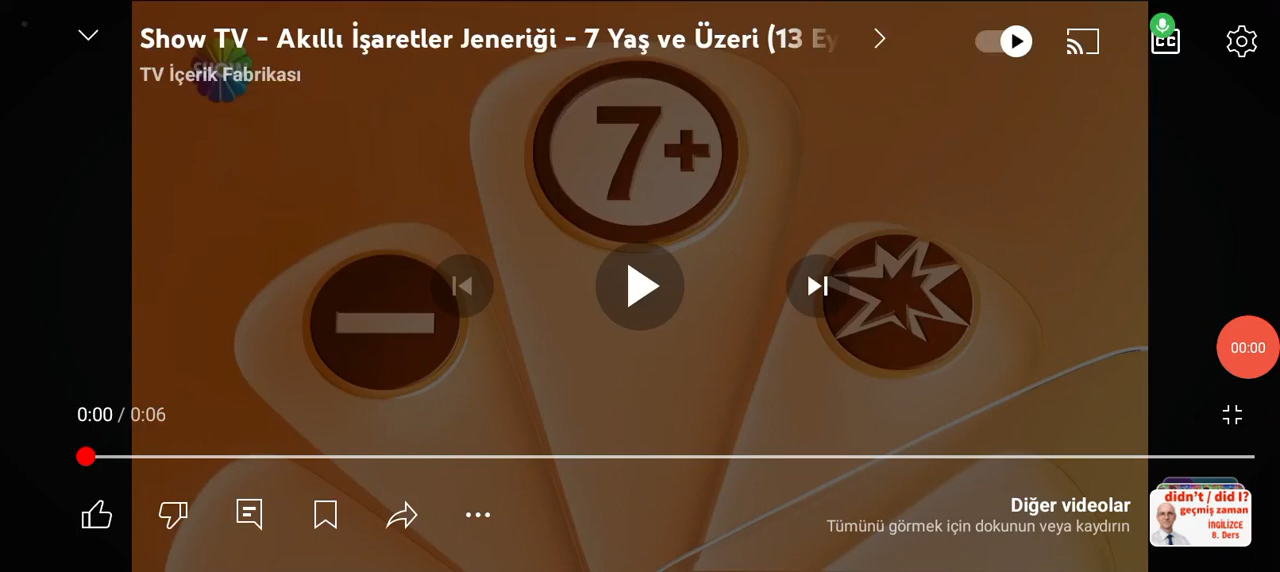 Show TV - Akıllı İşaretler Jeneriği - 7 Yaş ve Üzeri (13 Ey
TV İçerik Fabrikası
SHOW
CC
7+
00:00
0:00 / 0:06
Diğer videolar
Tümünü görmek için dokunun veya kaydırın
didn't / did I?
geçmiş zaman
İNGİLİZCE
8. Ders